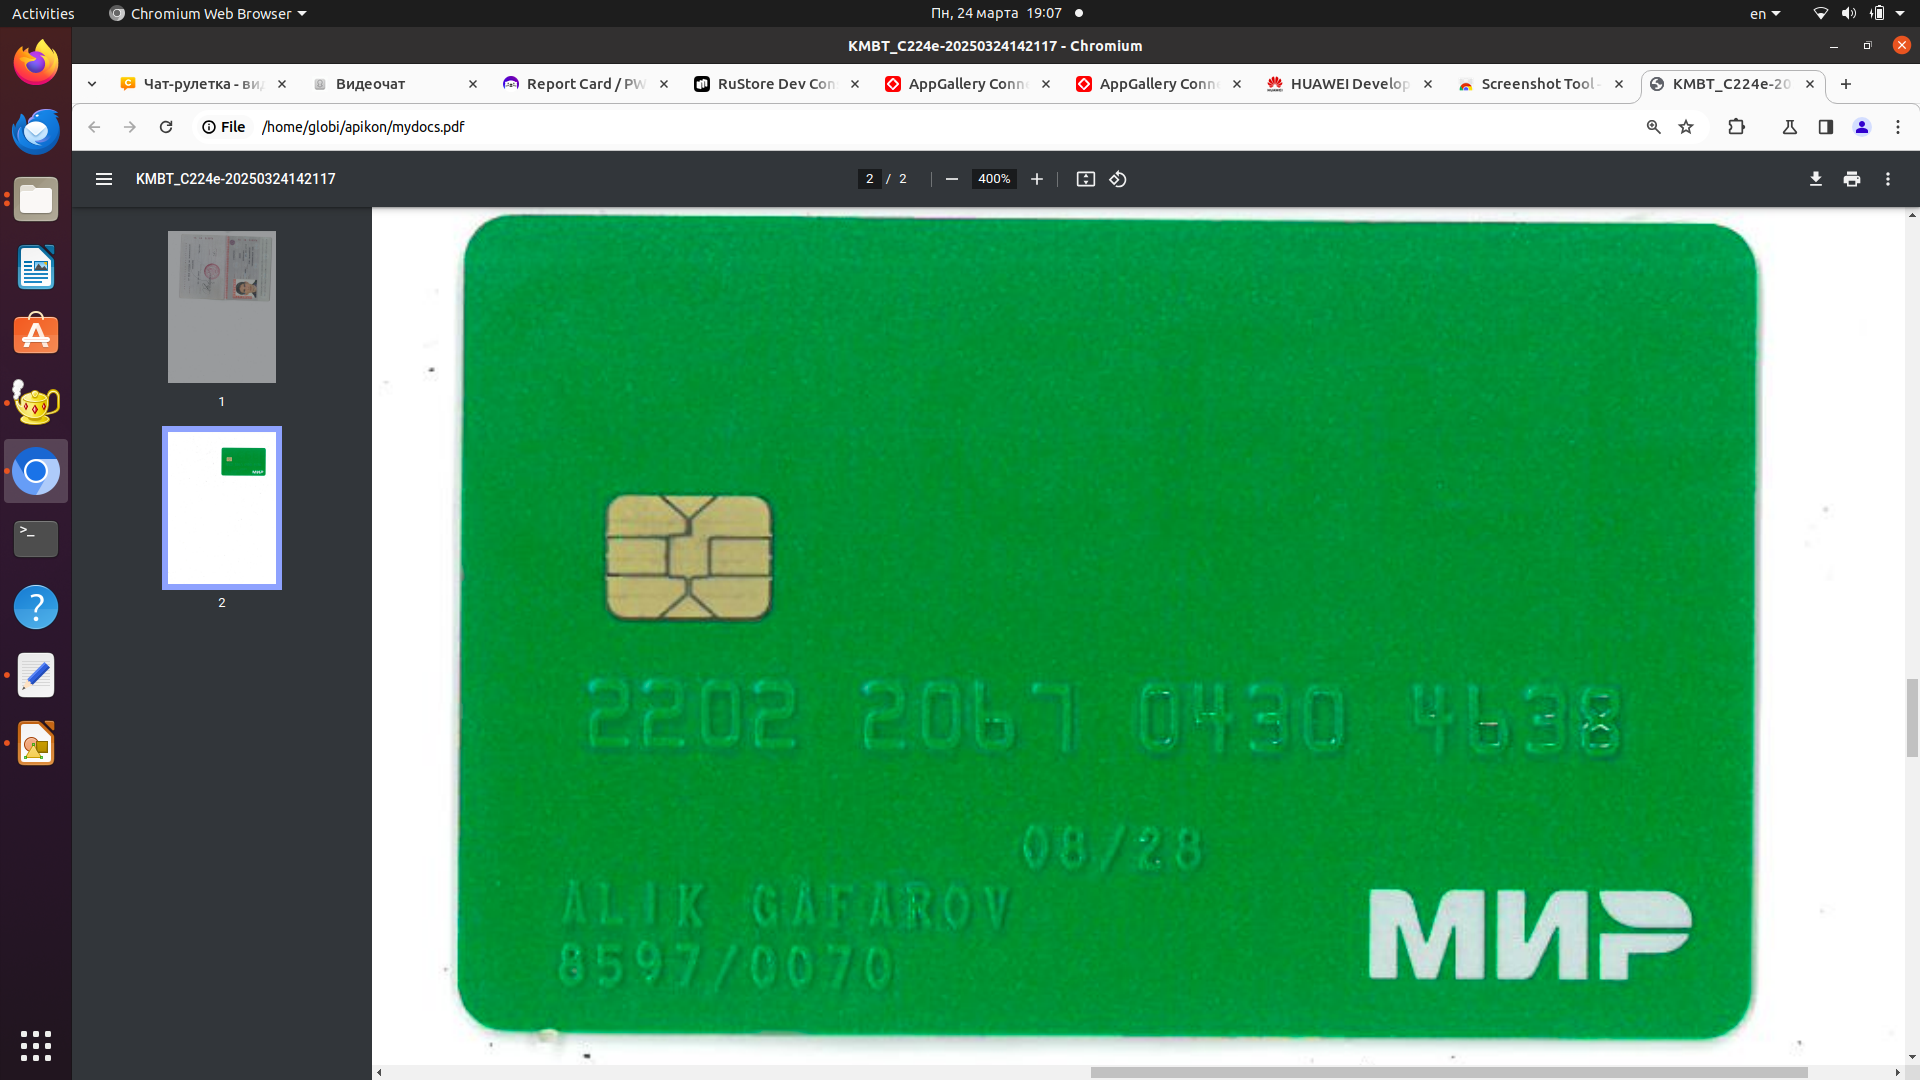 Activities
Chromium Web Browser
Пн, 24 марта 19:07
en
KMBT_C224e-20250324142117 - Chromium
Чат-рулетка - ви
Видеочат
Report Card / PW
RuStore Dev Con
AppGallery Conne
AppGallery Conne
HUAWEI Develop
Screenshot Tool -
KMBT_C224e-20
File
/home/globi/apikon/mydocs.pdf
KMBT_C224e-20250324142117
2 / 2
400%
1
2
2202 2067 0430 4638
08/28
ALIK GAFAROV
8597/0070
МИР